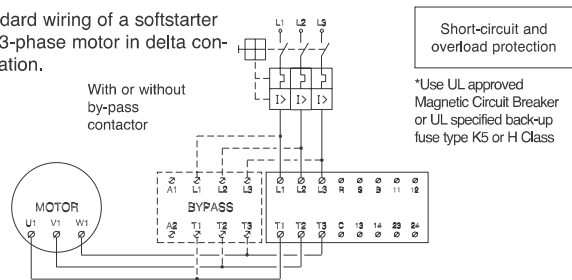 dard wiring of a softstarter
3-phase motor in delta con-
ation.
With or without
by-pass
contactor
L1 L2 L3
I> I> I>
Short-circuit and
overload protection
*Use UL approved
Magnetic Circuit Breaker
or UL specified back-up
fuse type K5 or H Class
A1 L1 L2 L3
BYPASS
A2 T1 T2 T3
L1 L2 L3 R S B 11 12
T1 T2 T3 C 13 14 23 24
MOTOR
U1 V1 W1